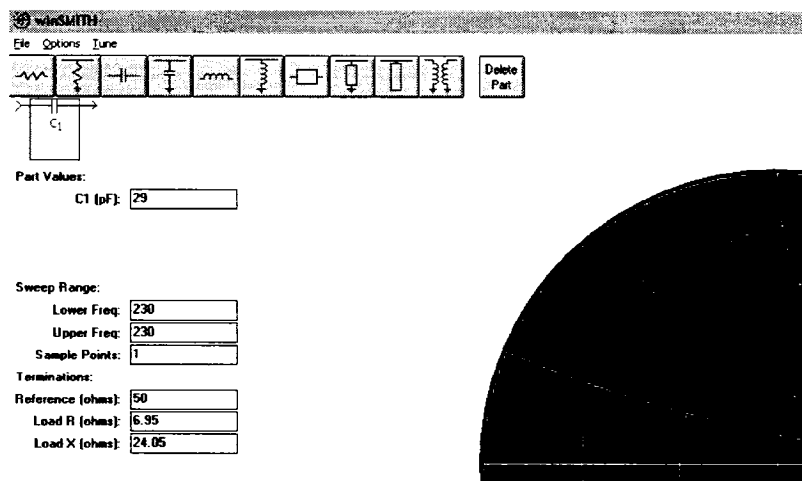 winSMITH
File Options Tune
Delete
Part
C1
Part Values:
C1 (pF): 29
Sweep Range:
Lower Freq: 230
Upper Freq: 230
Sample Points: 1
Terminations:
Reference (ohms): 50
Load R (ohms): 6.95
Load X (ohms): 24.05